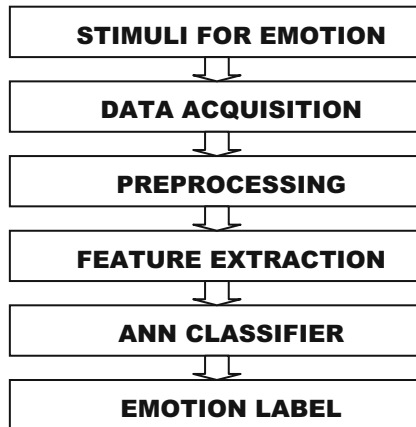 STIMULI FOR EMOTION
DATA ACQUISITION
PREPROCESSING
FEATURE EXTRACTION
ANN CLASSIFIER
EMOTION LABEL